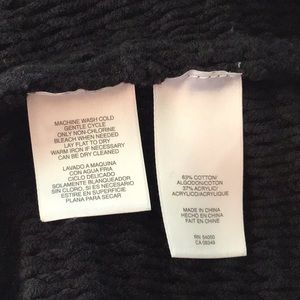 MACHINE WASH COLD
GENTLE CYCLE
ONLY NON-CHLORINE
BLEACH WHEN NEEDED
LAY FLAT TO DRY
WARM IRON IF NECESSARY
CAN BE DRY CLEANED
LAVADO A MAQUINA
CON AGUA FRIA
CICLO DELICADO
SOLAMENTE BLANQUEADOR
SIN CLORO, SI ES NECESARIO
ESTIRE EN SUPERFICIE
PLANA PARA SECAR
63% COTTON/
ALGODON/COTON
37% ACRYLIC/
ACRYLICO/ACRYLIQUE
MADE IN CHINA
HECHO EN CHINA
FAIT EN CHINE
RN 54050
CA 08349